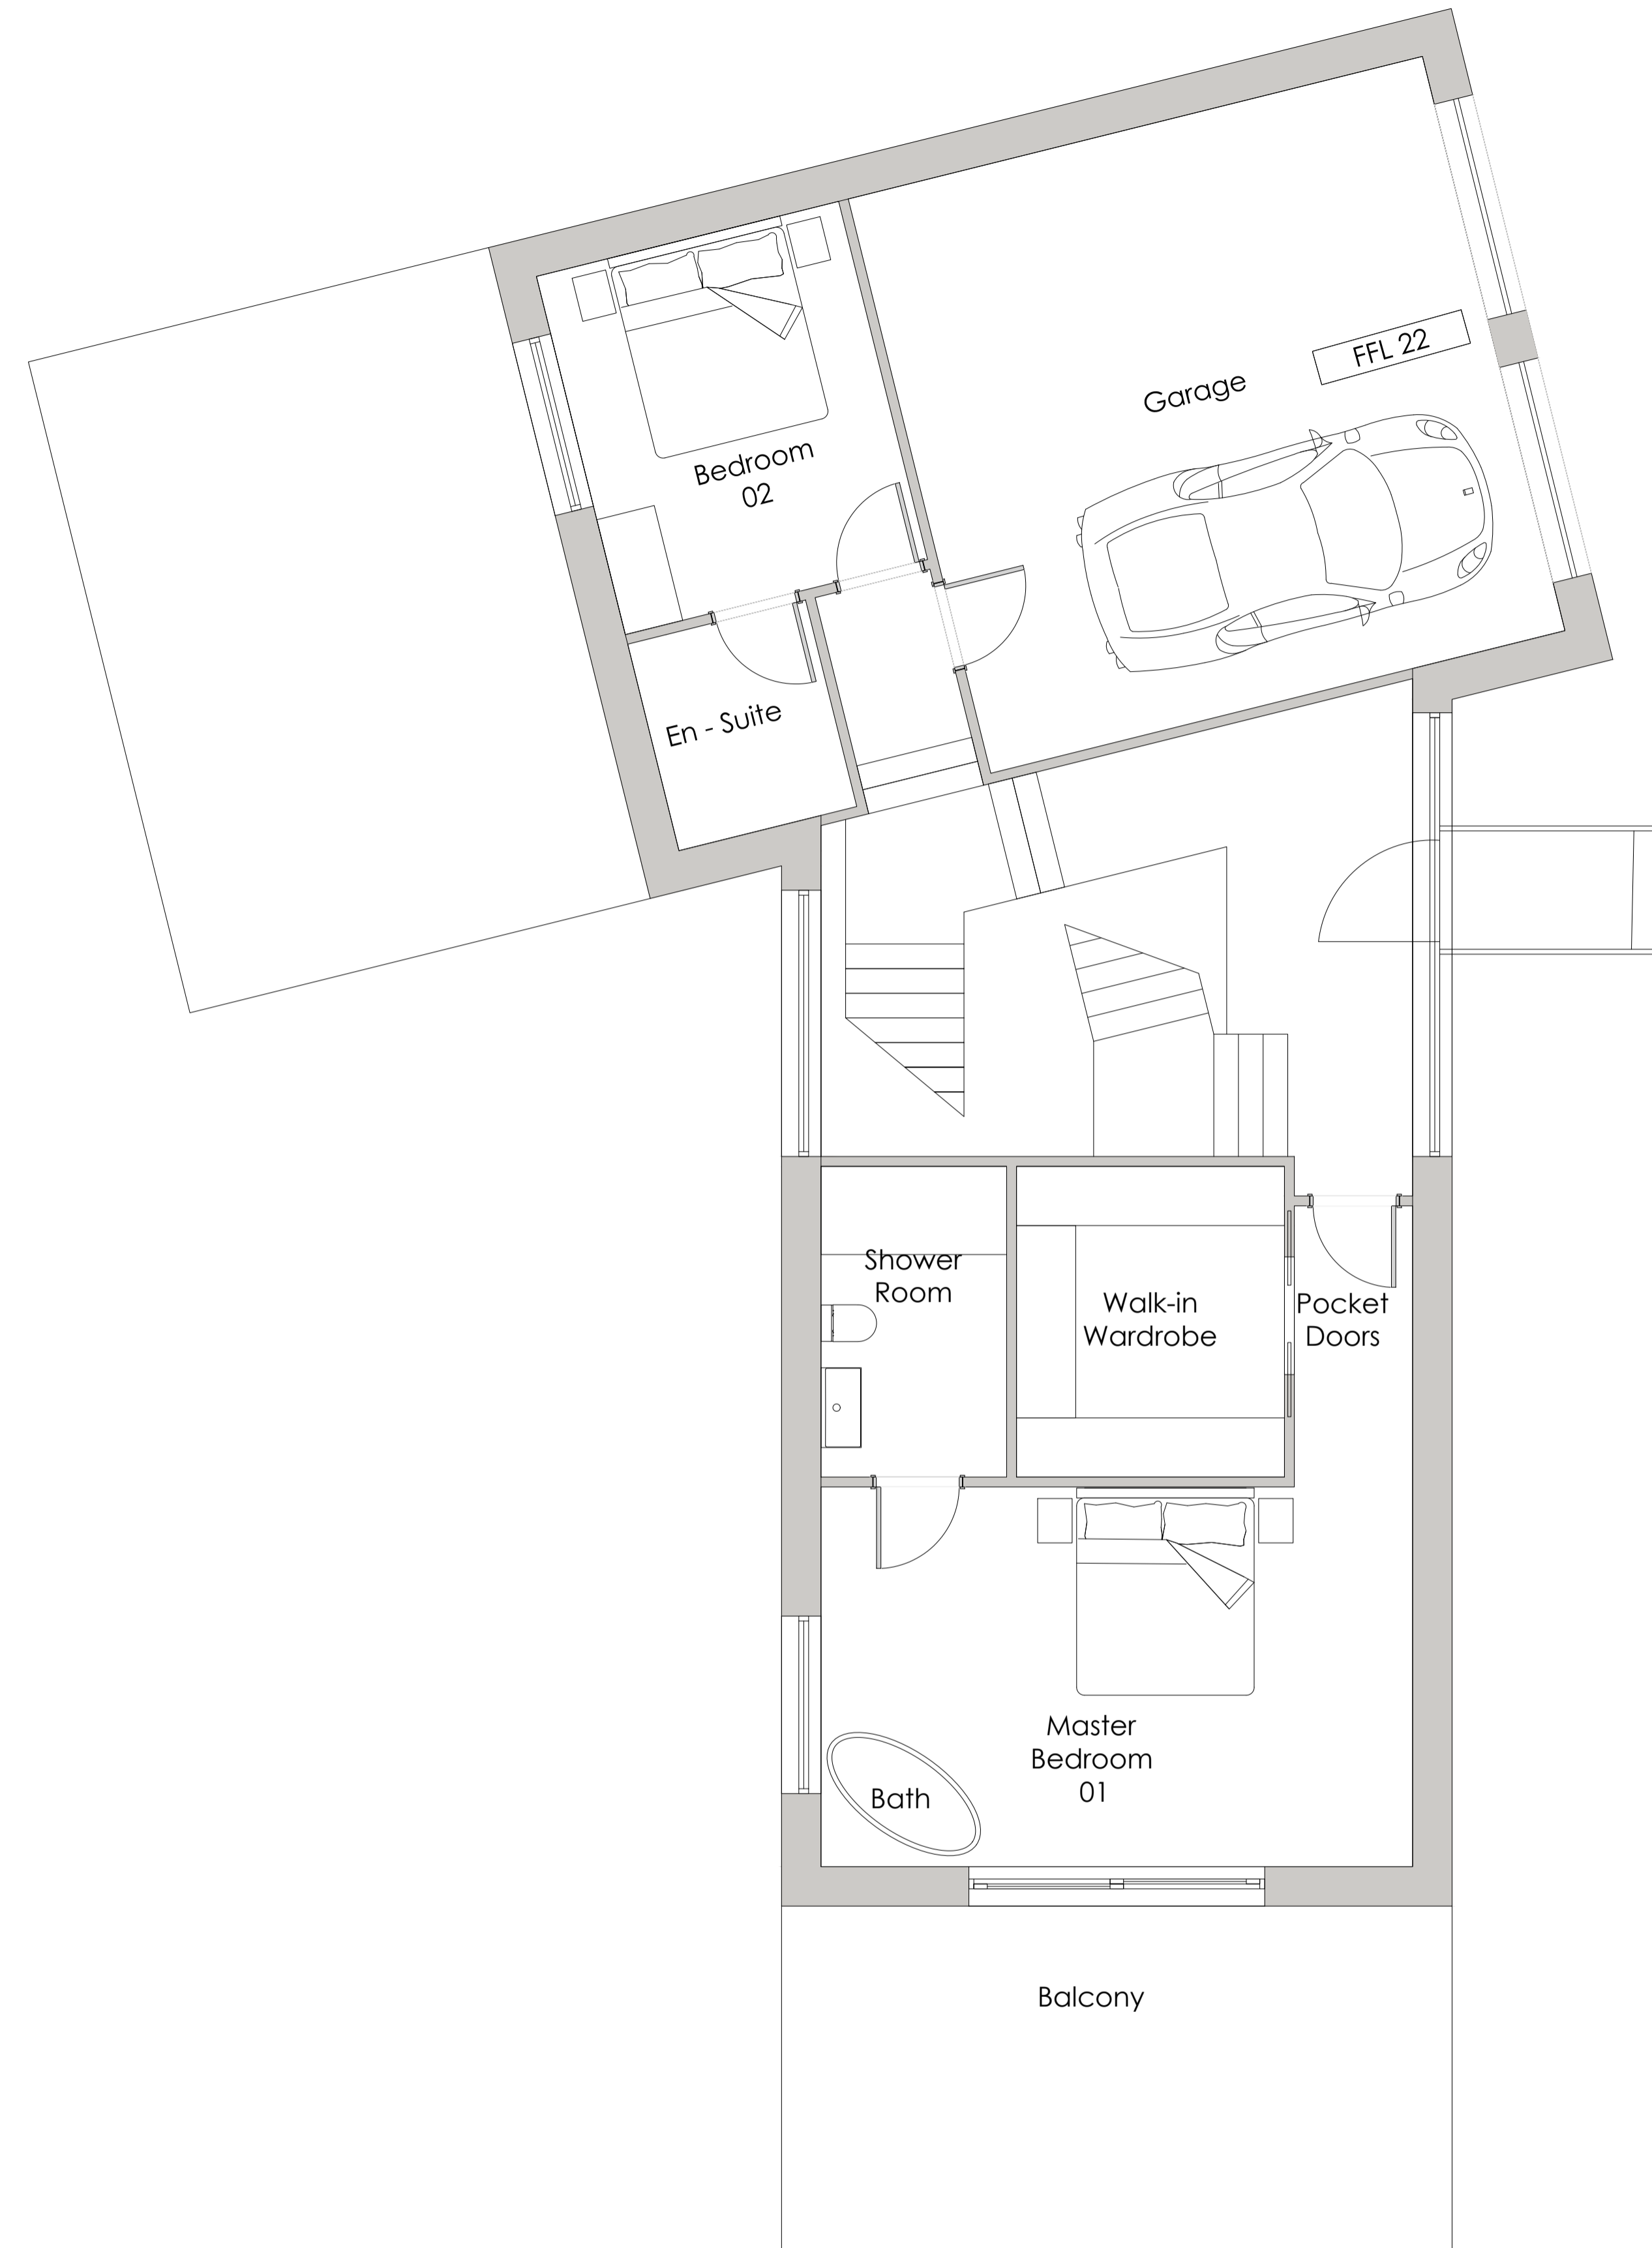 FFL 22
Garage
Bedroom
02
En - Suite
Shower
Room
Walk-in
Wardrobe
Pocket
Doors
Master
Bedroom
01
Bath
Balcony